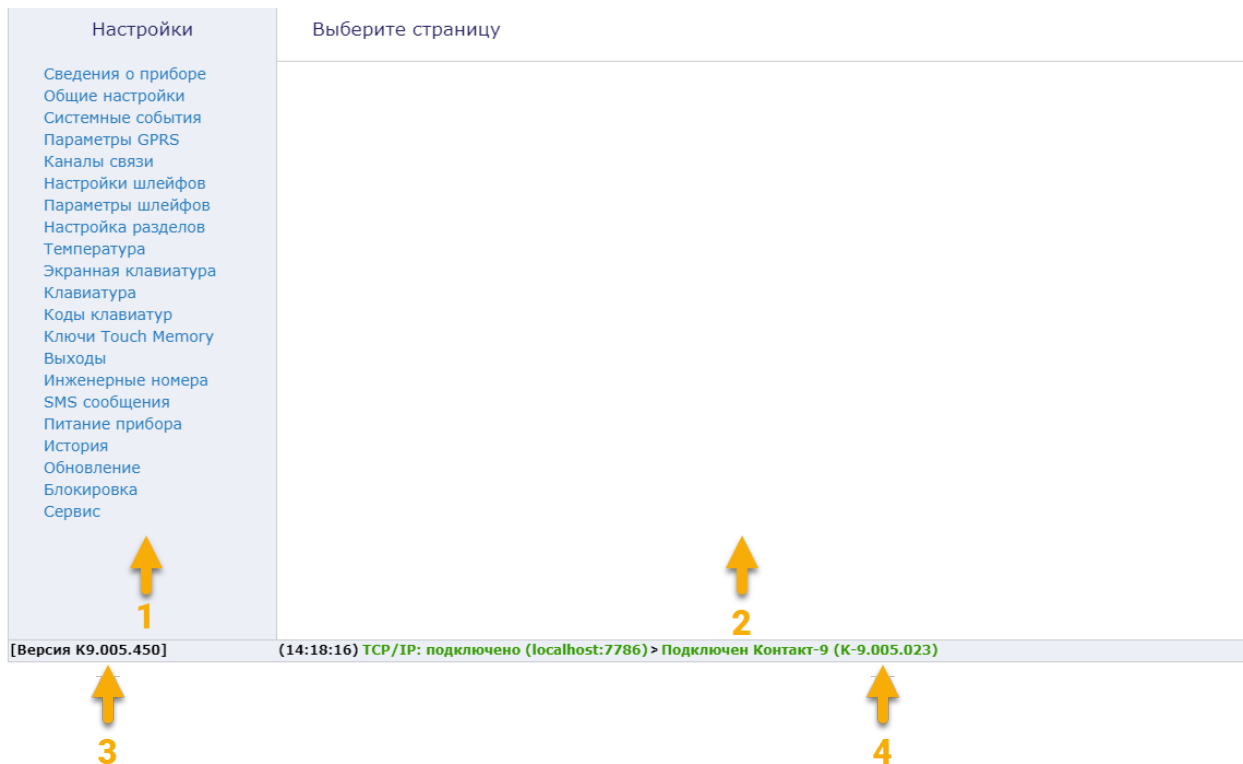 Настройки
Выберите страницу
Сведения о приборе
Общие настройки
Системные события
Параметры GPRS
Каналы связи
Настройки шлейфов
Параметры шлейфов
Настройка разделов
Температура
Экранная клавиатура
Клавиатура
Коды клавиатур
Ключи Touch Memory
Выходы
Инженерные номера
SMS сообщения
Питание прибора
История
Обновление
Блокировка
Сервис
1
2
[Версия K9.005.450]
(14:18:16) TCP/IP: подключено (localhost:7786) > Подключен Контакт-9 (K-9.005.023)
3
4